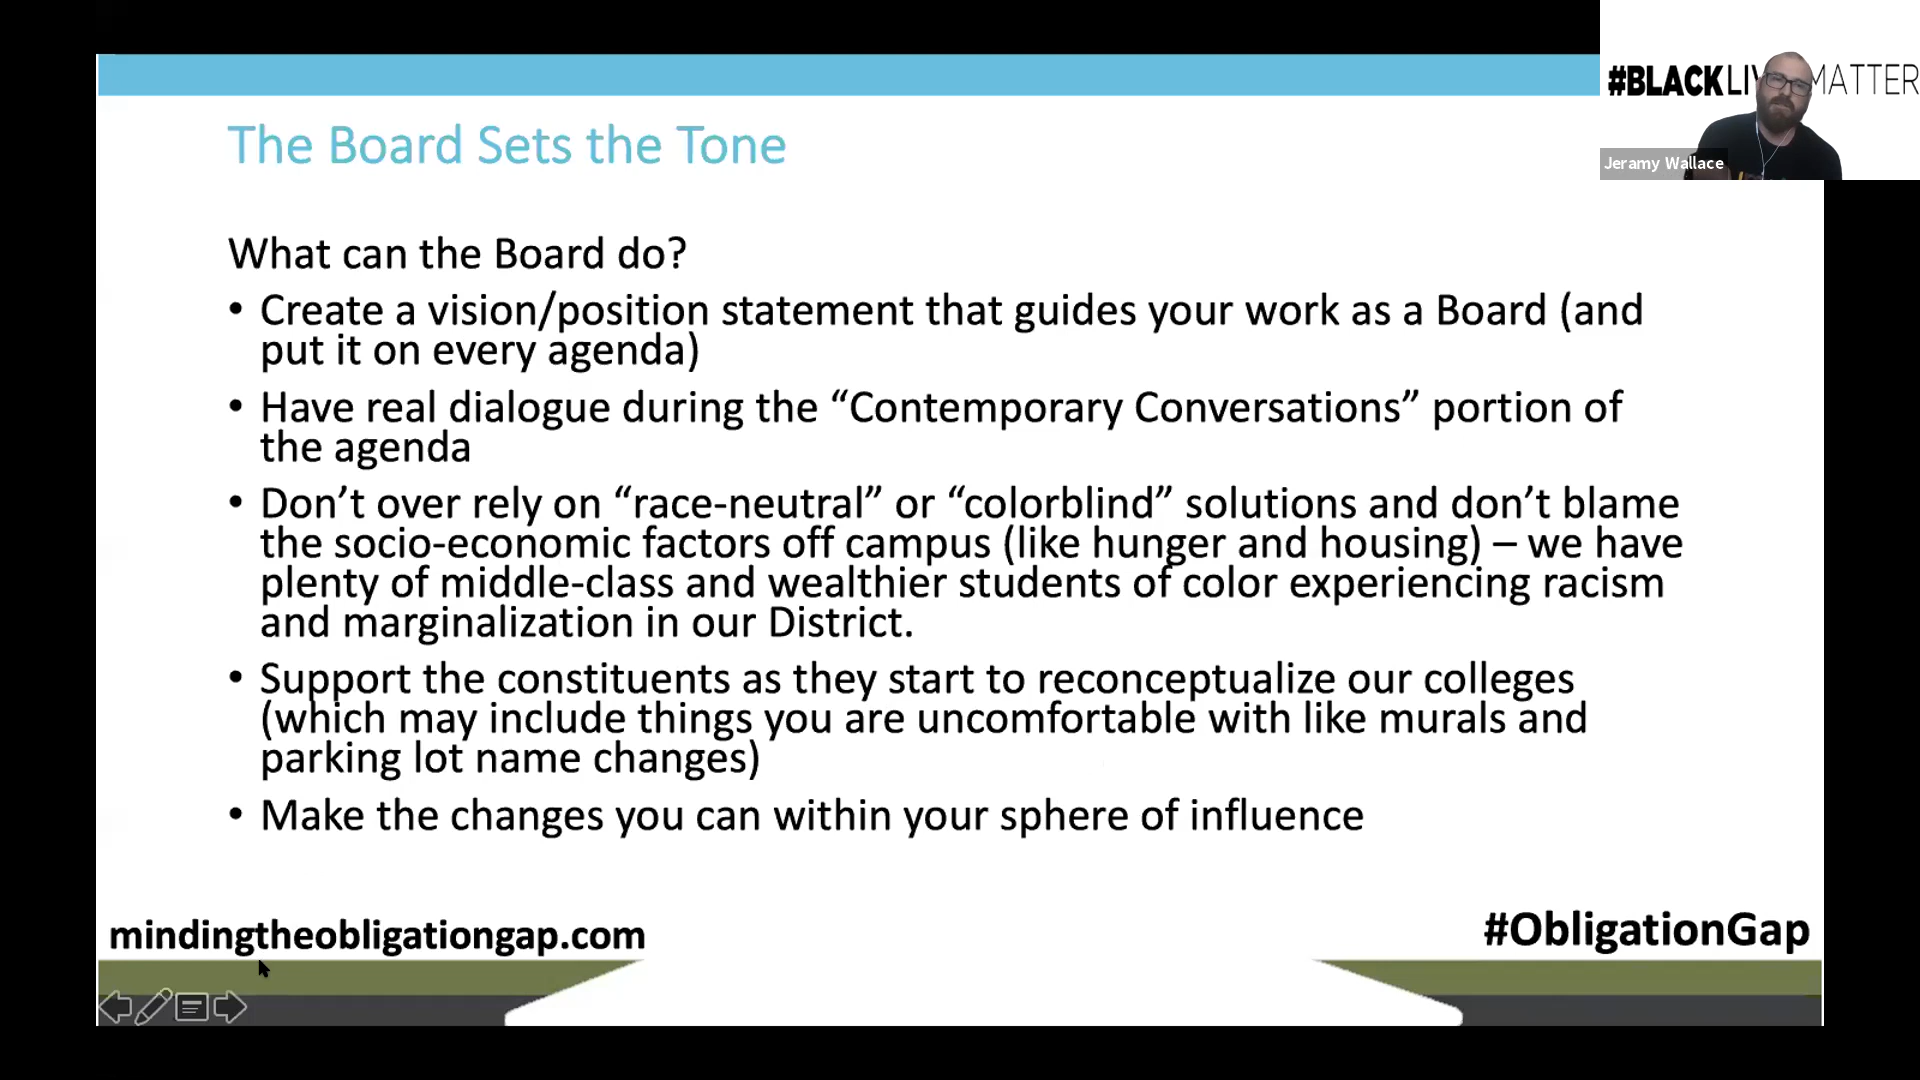 #BLACKLIV MATTER
Jeramy Wallace
The Board Sets the Tone
What can the Board do?
• Create a vision/position statement that guides your work as a Board (and
put it on every agenda)
• Have real dialogue during the “Contemporary Conversations” portion of
the agenda
• Don’t over rely on “race-neutral” or “colorblind” solutions and don’t blame
the socio-economic factors off campus (like hunger and housing) – we have
plenty of middle-class and wealthier students of color experiencing racism
and marginalization in our District.
• Support the constituents as they start to reconceptualize our colleges
(which may include things you are uncomfortable with like murals and
parking lot name changes)
• Make the changes you can within your sphere of influence
mindingtheobligationgap.com
#ObligationGap